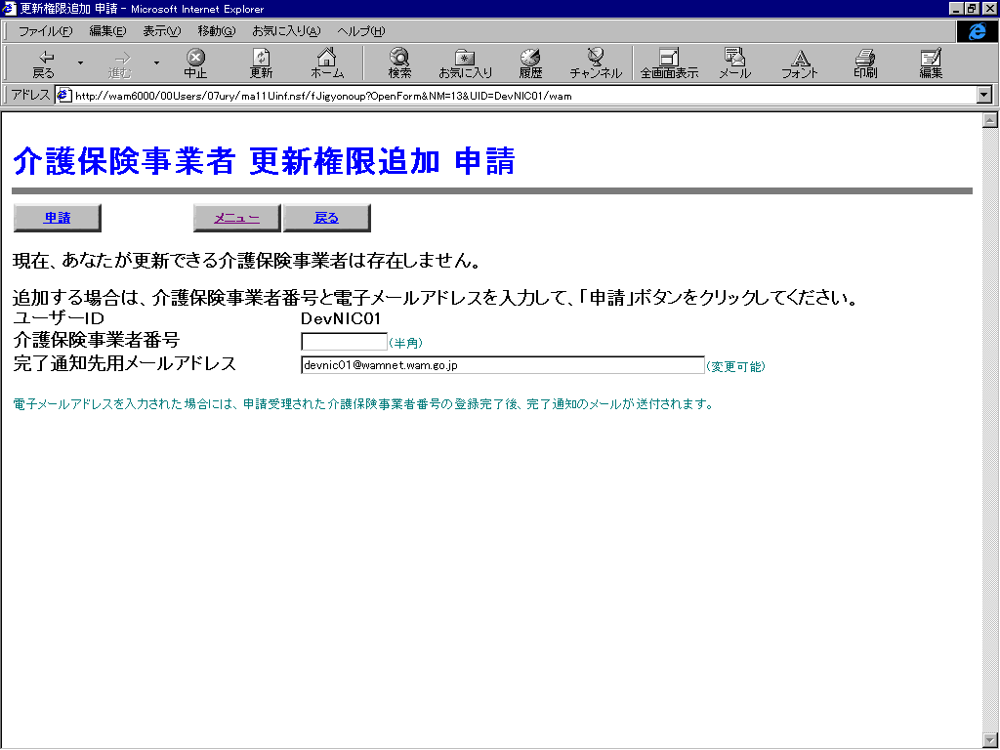 更新権限追加 申請 - Microsoft Internet Explorer
ファイル(F) 編集(E) 表示(V) 移動(G) お気に入り(A) ヘルプ(H)
戻る 進む 中止 更新 ホーム 検索 お気に入り 履歴 チャンネル 全画面表示 メール フォント 印刷 編集
アドレス http://wam6000/00Users/07ury/ma11Uinf.nsf/fJigyonoup?OpenForm&NM=13&UID=DevNIC01/wam
介護保険事業者 更新権限追加 申請
申請 メニュー 戻る
現在、あなたが更新できる介護保険事業者は存在しません。
追加する場合は、介護保険事業者番号と電子メールアドレスを入力して、「申請」ボタンをクリックしてください。
ユーザーID DevNIC01
介護保険事業者番号 (半角)
完了通知先用メールアドレス devnic01@wamnet.wam.go.jp (変更可能)
電子メールアドレスを入力された場合には、申請受理された介護保険事業者番号の登録完了後、完了通知のメールが送付されます。